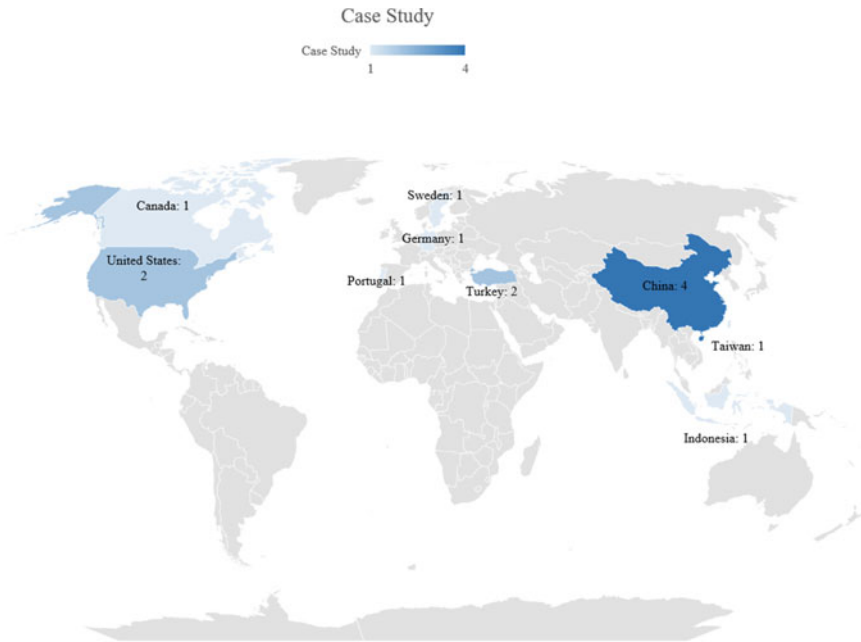 Case Study
Case Study
1 4
Sweden: 1
Canada: 1
Germany: 1
United States:
2
Portugal: 1
Turkey: 2
China: 4
Taiwan: 1
Indonesia: 1